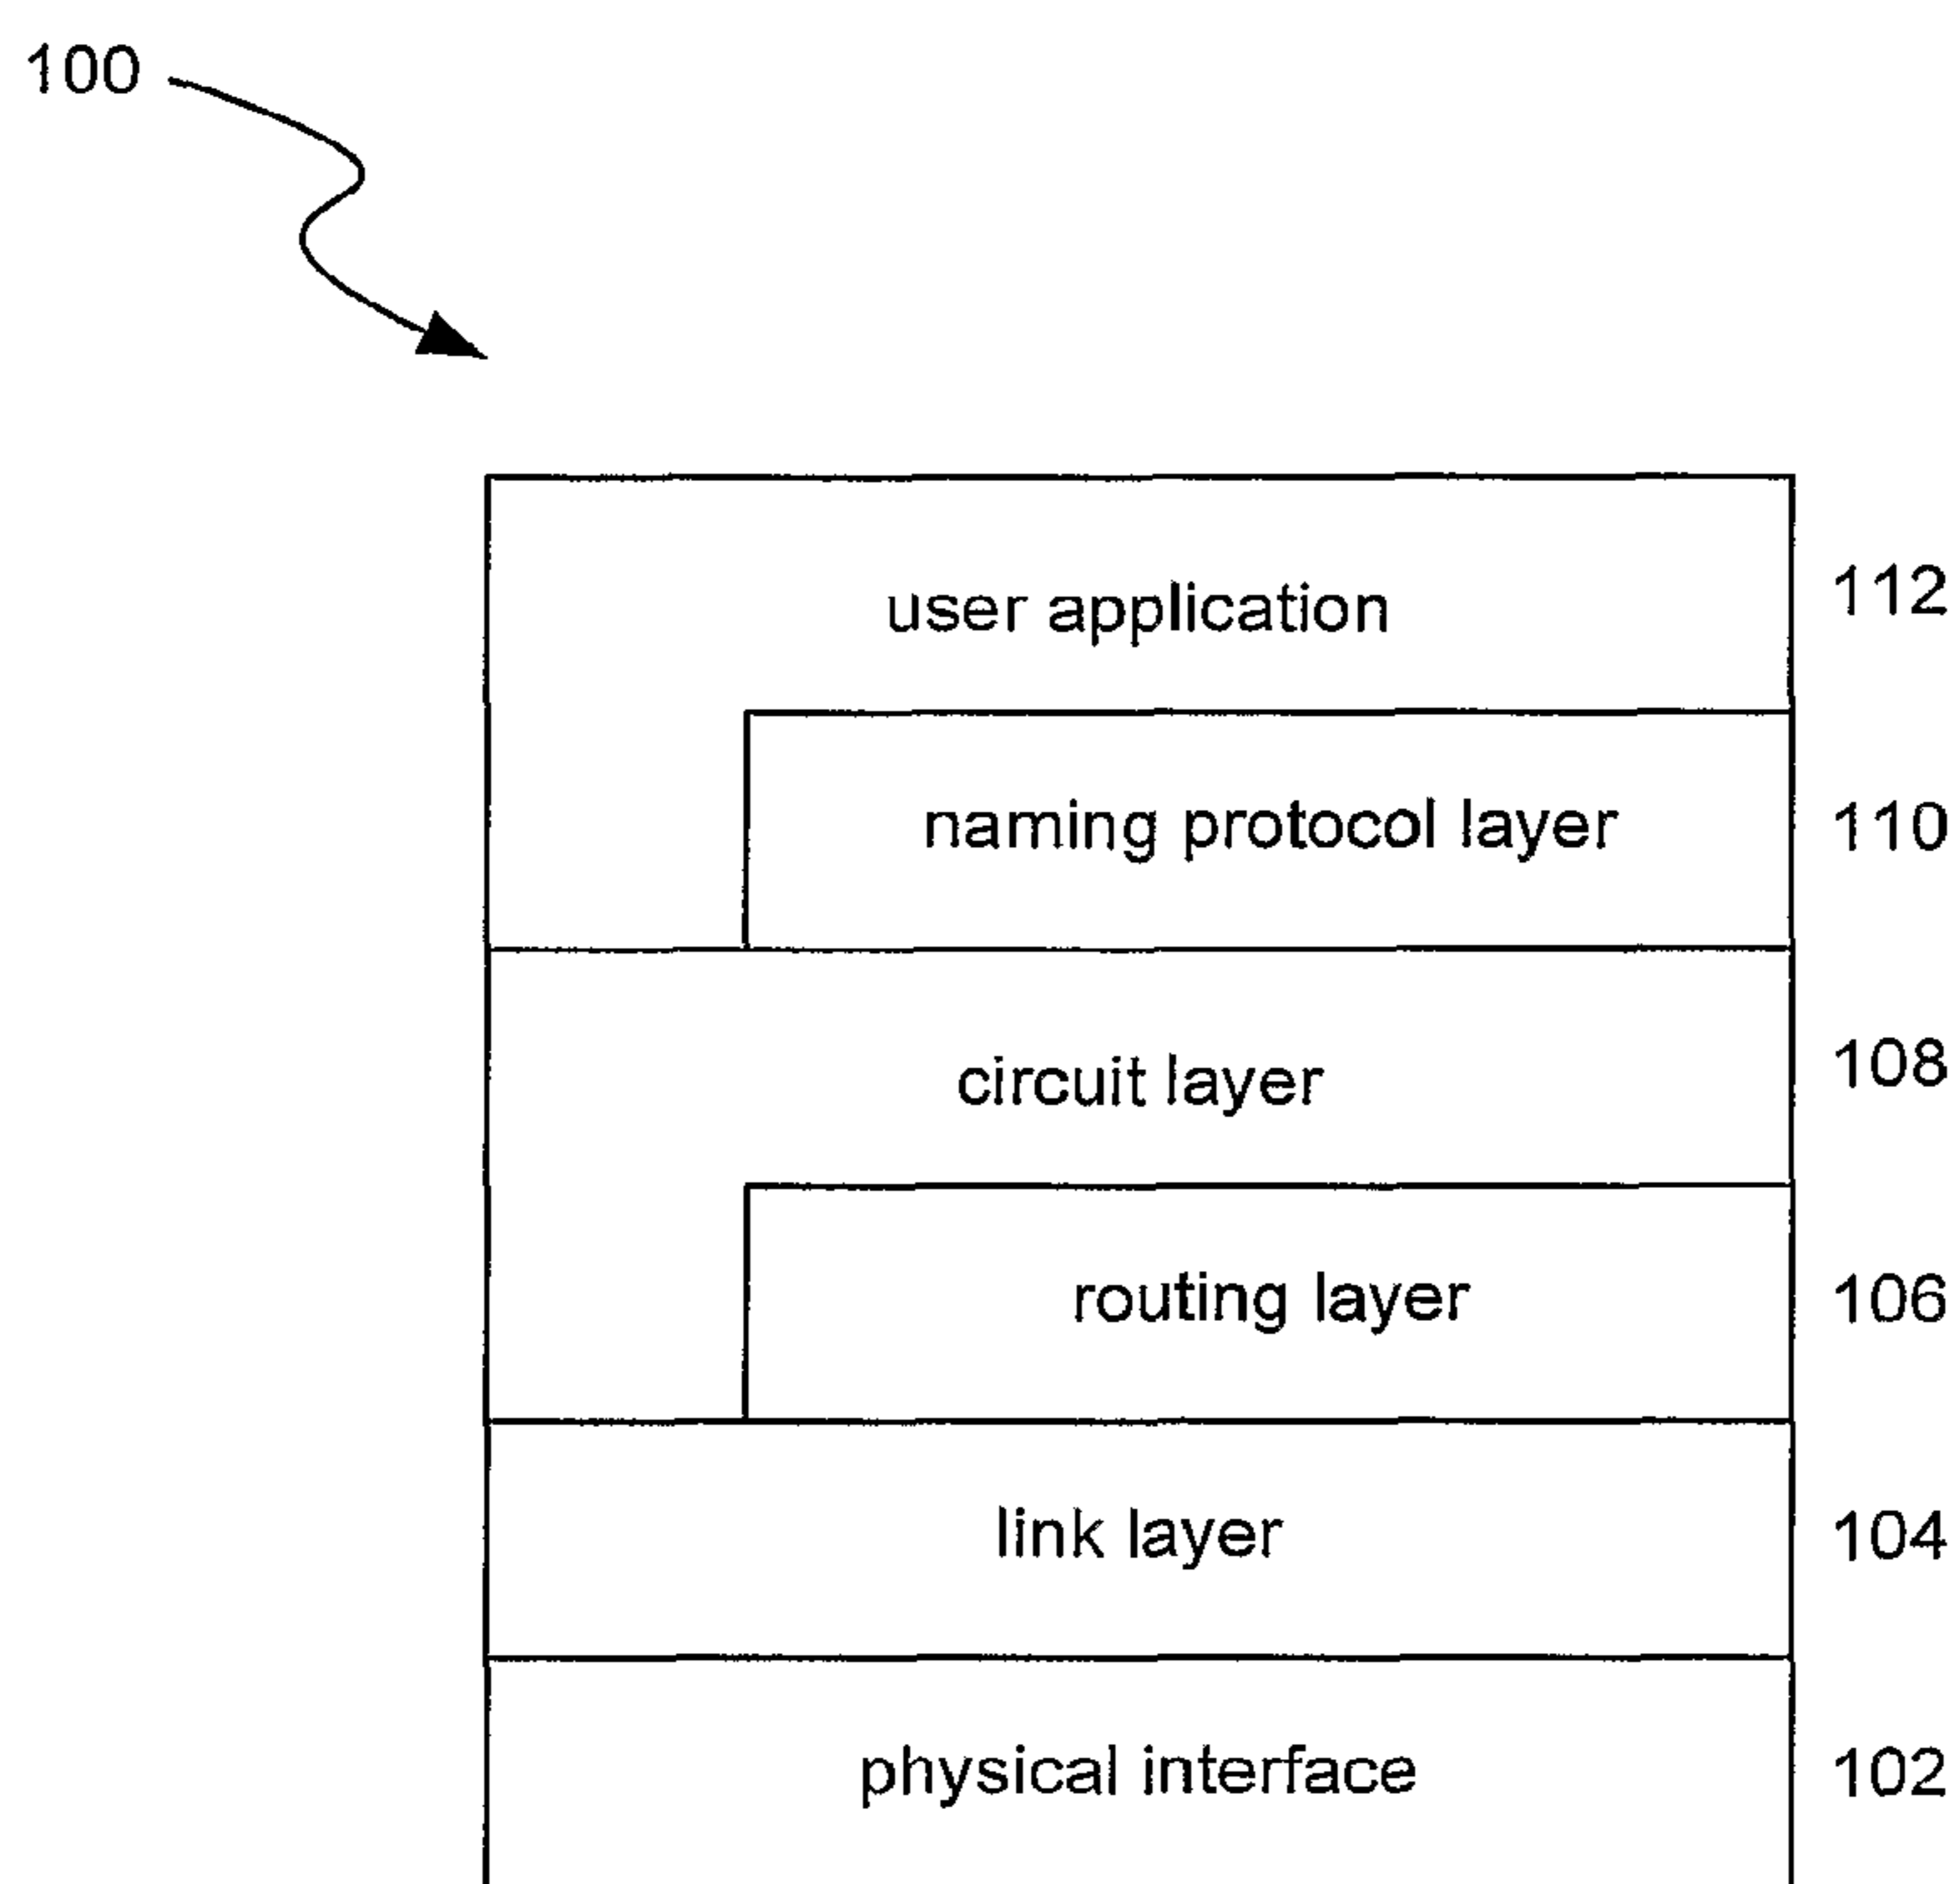 100
user application 112
naming protocol layer 110
circuit layer 108
routing layer 106
link layer 104
physical interface 102